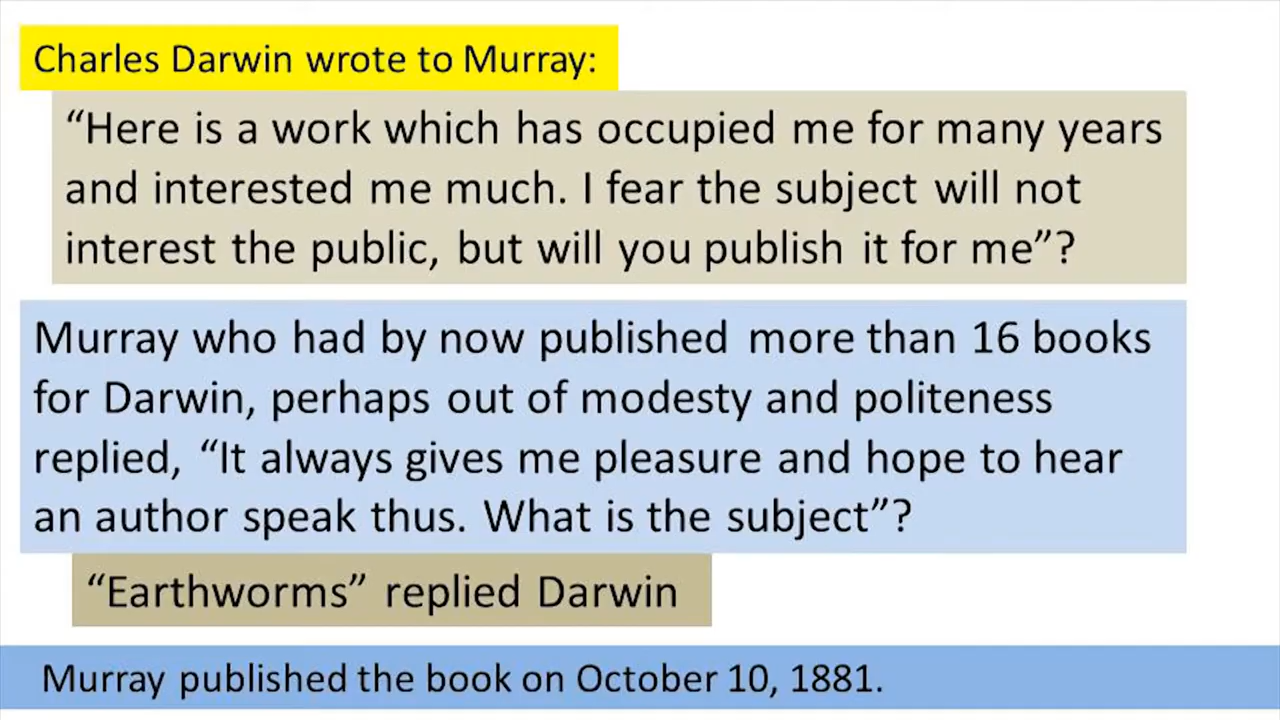 Charles Darwin wrote to Murray:
“Here is a work which has occupied me for many years
and interested me much. I fear the subject will not
interest the public, but will you publish it for me”?
Murray who had by now published more than 16 books
for Darwin, perhaps out of modesty and politeness
replied, “It always gives me pleasure and hope to hear
an author speak thus. What is the subject”?
“Earthworms” replied Darwin
Murray published the book on October 10, 1881.